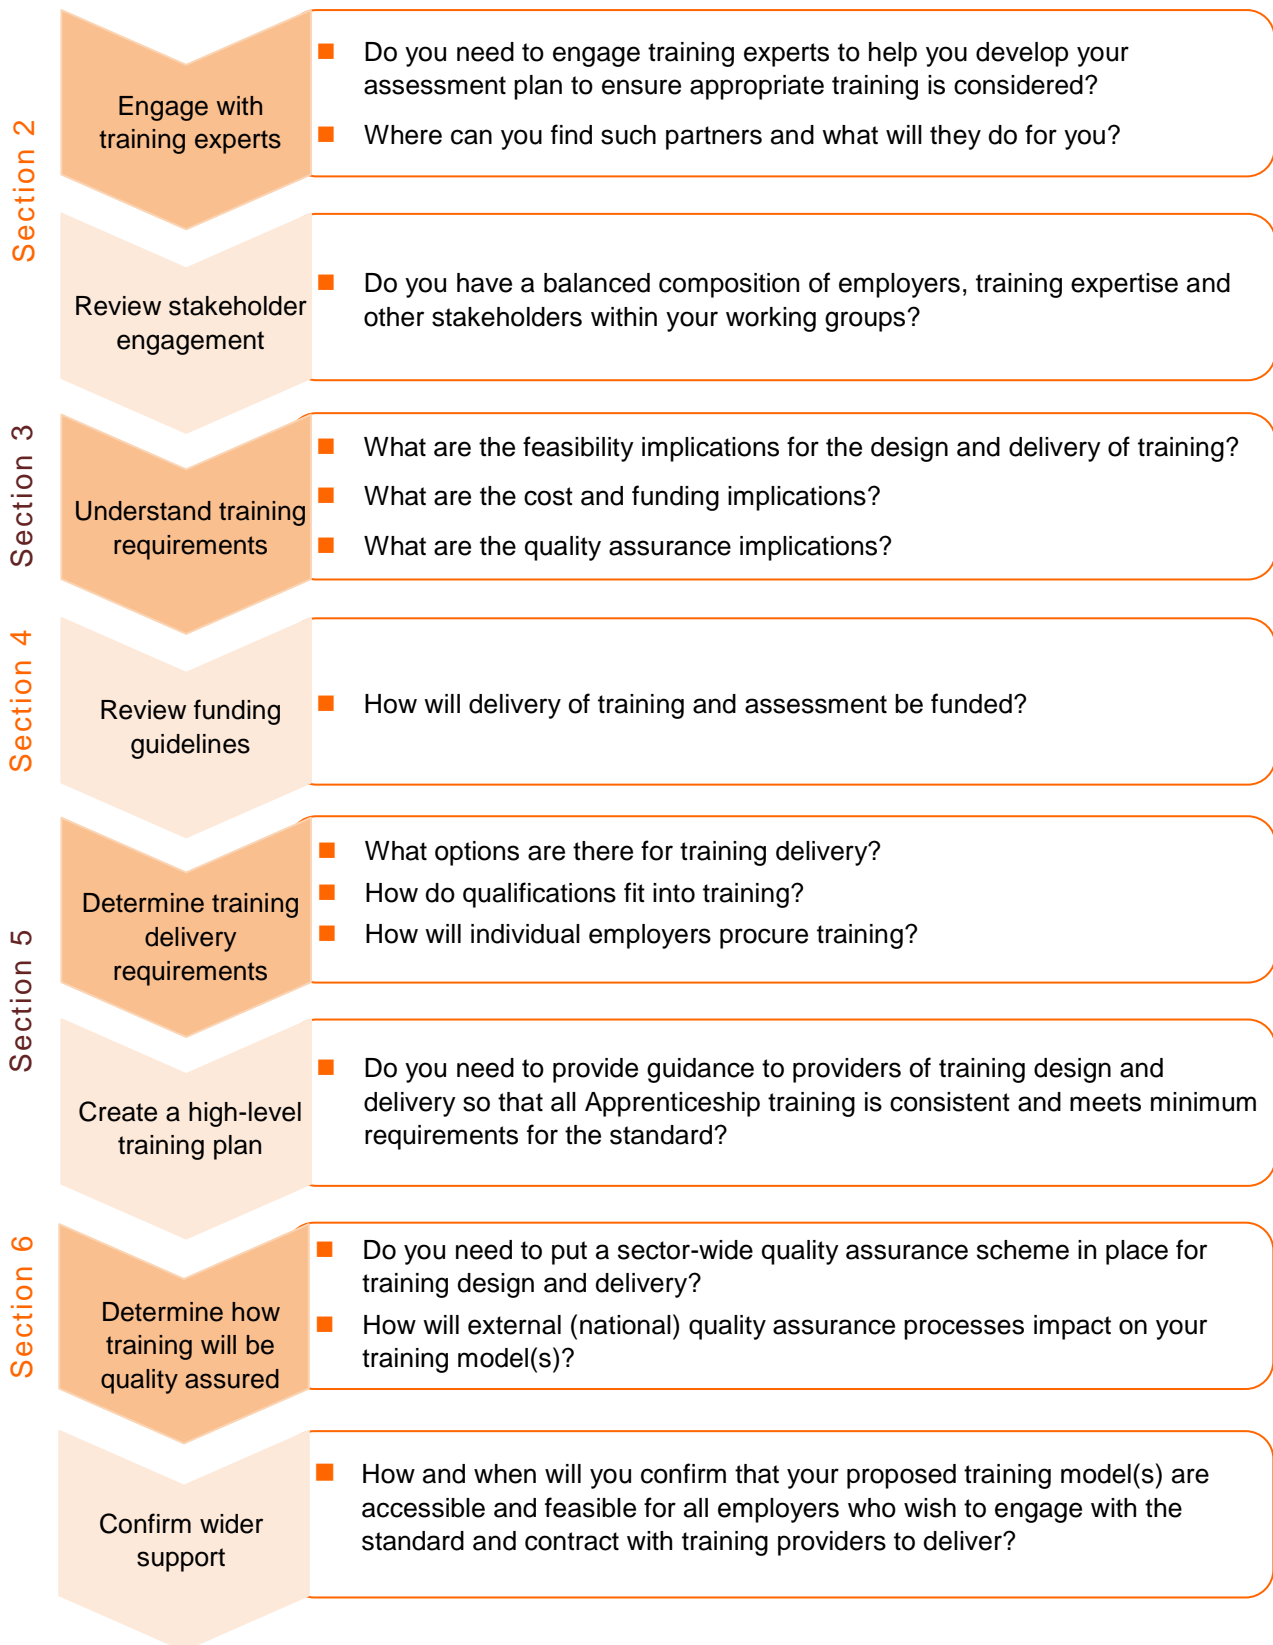 Section 2
Engage with
training experts
Do you need to engage training experts to help you develop your
assessment plan to ensure appropriate training is considered?
Where can you find such partners and what will they do for you?
Review stakeholder
engagement
Do you have a balanced composition of employers, training expertise and
other stakeholders within your working groups?
Section 3
Understand training
requirements
What are the feasibility implications for the design and delivery of training?
What are the cost and funding implications?
What are the quality assurance implications?
Section 4
Review funding
guidelines
How will delivery of training and assessment be funded?
Section 5
Determine training
delivery
requirements
What options are there for training delivery?
How do qualifications fit into training?
How will individual employers procure training?
Create a high-level
training plan
Do you need to provide guidance to providers of training design and
delivery so that all Apprenticeship training is consistent and meets minimum
requirements for the standard?
Section 6
Determine how
training will be
quality assured
Do you need to put a sector-wide quality assurance scheme in place for
training design and delivery?
How will external (national) quality assurance processes impact on your
training model(s)?
Confirm wider
support
How and when will you confirm that your proposed training model(s) are
accessible and feasible for all employers who wish to engage with the
standard and contract with training providers to deliver?